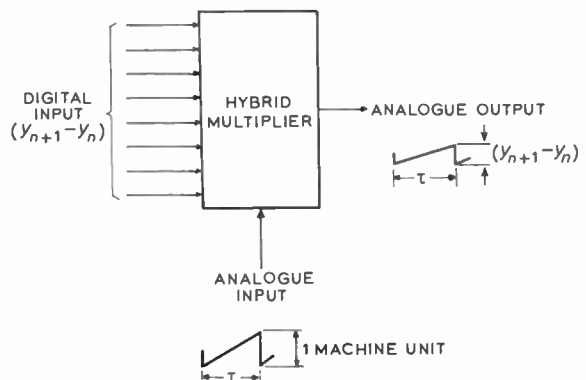 DIGITAL
INPUT
(yn+1−yn)
HYBRID
MULTIPLIER
ANALOGUE OUTPUT
(yn+1−yn)
τ
ANALOGUE
INPUT
1 MACHINE UNIT
τ